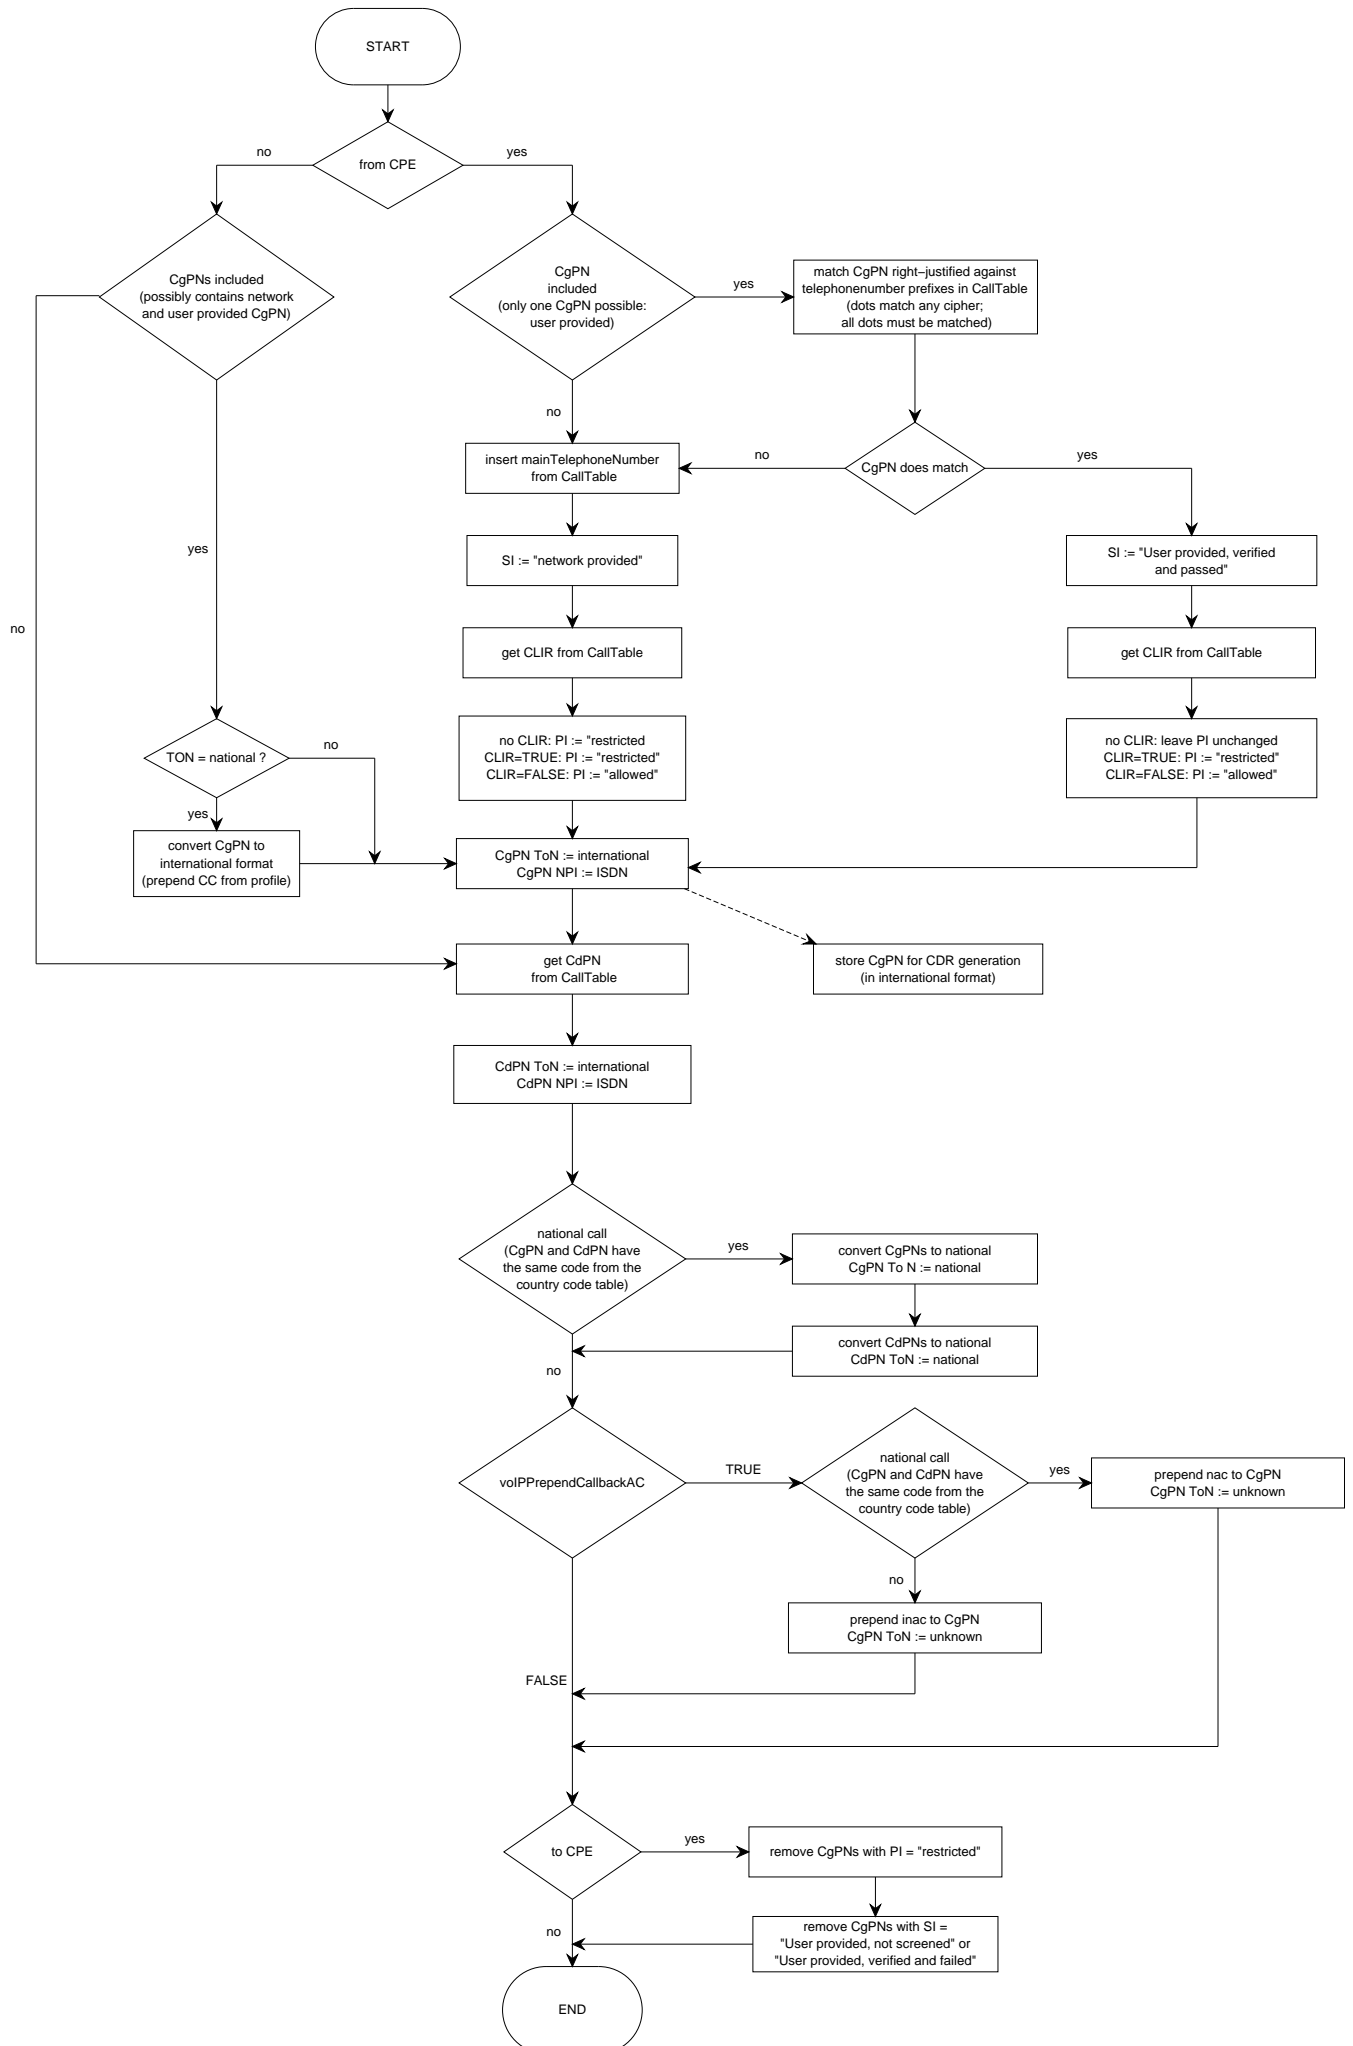 START
from CPE
no
yes
CgPNs included
(possibly contains network
and user provided CgPN)
CgPN
included
(only one CgPN possible:
user provided)
yes
match CgPN right–justified against
telephonenumber prefixes in CallTable
(dots match any cipher;
all dots must be matched)
no
insert mainTelephoneNumber
from CallTable
no
CgPN does match
yes
yes
SI := "network provided"
SI := "User provided, verified
and passed"
no
get CLIR from CallTable
get CLIR from CallTable
TON = national ?
no
no CLIR: PI := "restricted
CLIR=TRUE: PI := "restricted"
CLIR=FALSE: PI := "allowed"
no CLIR: leave PI unchanged
CLIR=TRUE: PI := "restricted"
CLIR=FALSE: PI := "allowed"
yes
convert CgPN to
international format
(prepend CC from profile)
CgPN ToN := international
CgPN NPI := ISDN
get CdPN
from CallTable
store CgPN for CDR generation
(in international format)
CdPN ToN := international
CdPN NPI := ISDN
national call
(CgPN and CdPN have
the same code from the
country code table)
yes
convert CgPNs to national
CgPN To N := national
convert CdPNs to national
CdPN ToN := national
no
voIPPrependCallbackAC
TRUE
national call
(CgPN and CdPN have
the same code from the
country code table)
yes
prepend nac to CgPN
CgPN ToN := unknown
no
prepend inac to CgPN
CgPN ToN := unknown
FALSE
to CPE
yes
remove CgPNs with PI = "restricted"
no
remove CgPNs with SI =
"User provided, not screened" or
"User provided, verified and failed"
END